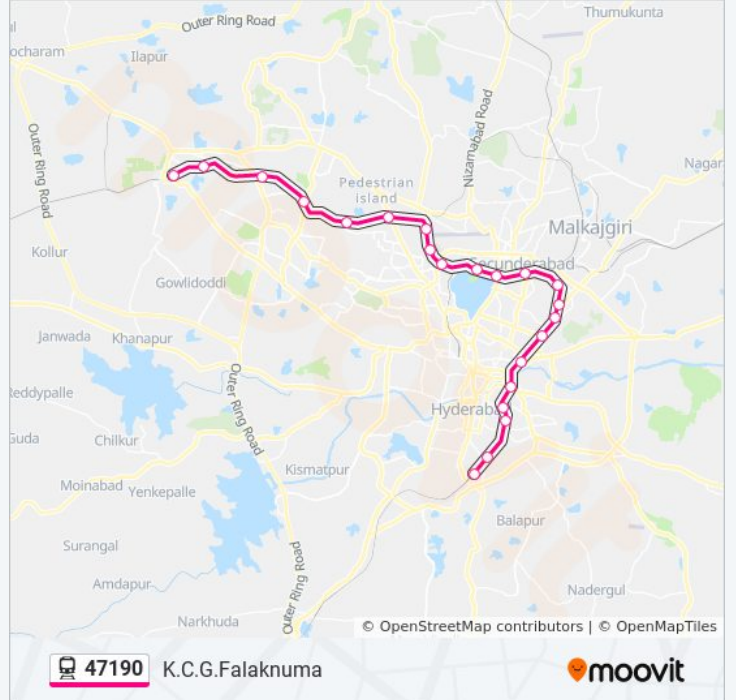 Outer Ring Road
Thumukunta
ocharam
Ilapur
Nizamabad Road
Outer Ring Road
Nagar
Pedestrian
island
Malkajgiri
Kollur
Secunderabad
Gowlidoddi
Janwada
Khanapur
Outer Ring Road
Hyderabad
Chilkur
Guda
Kismatpur
Moinabad
Yenkepalle
Balapur
Surangal
Outer Ring Road
Amdapur
Nadergul
Narkhuda
© OpenStreetMap contributors | © OpenMapTiles
47190 K.C.G.Falaknuma
moovit